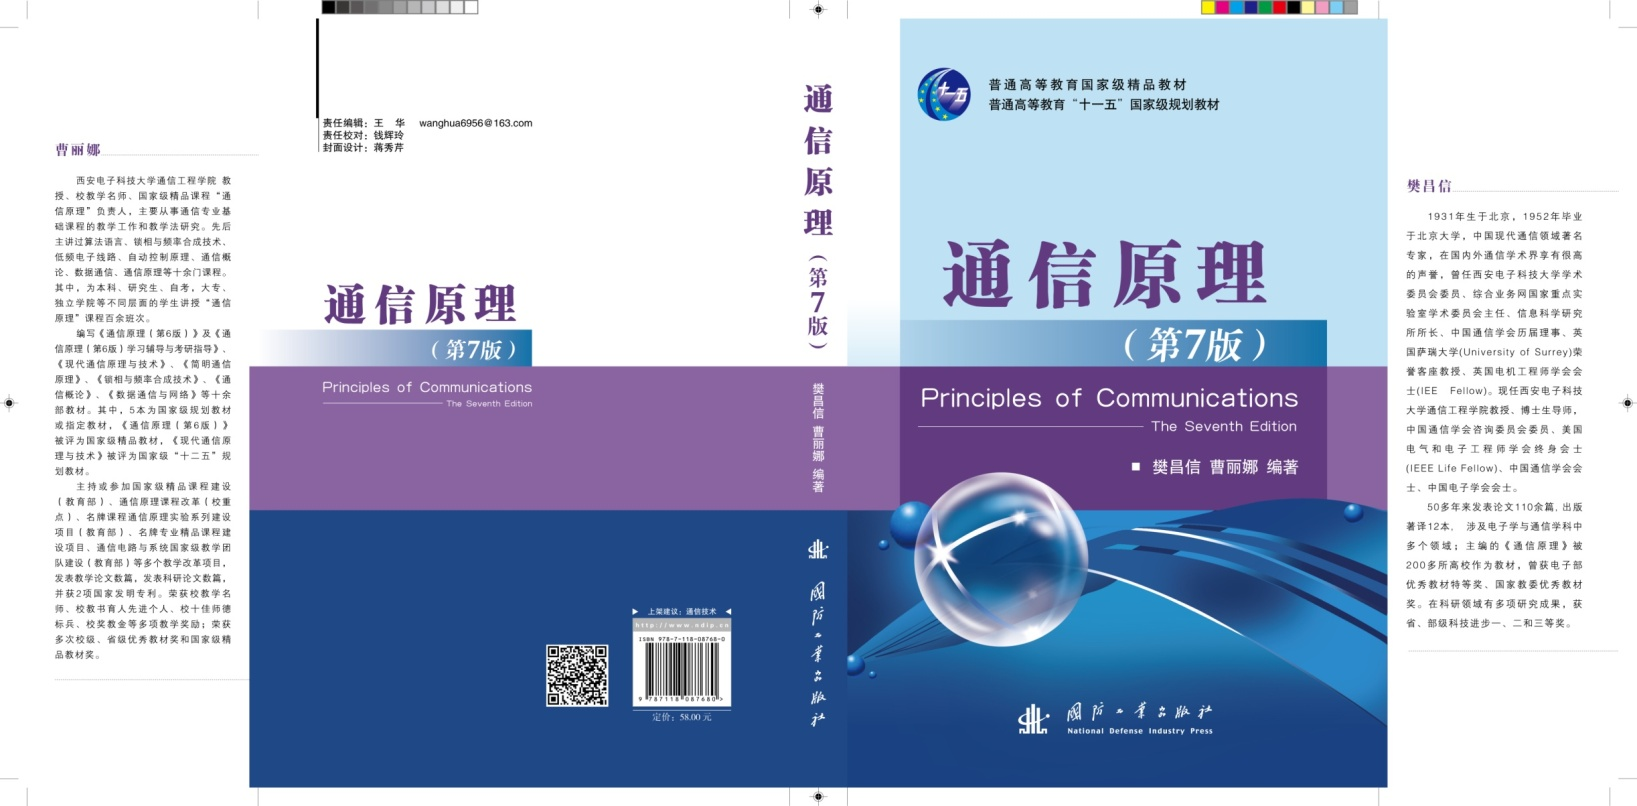 曹丽娜
西安电子科技大学通信工程学院 教
授、校教学名师、国家级精品课程“通
信原理”负责人，主要从事通信专业基
础课程的教学工作和教学法研究。先后
主讲过算法语言、锁相与频率合成技术、
低频电子线路、自动控制原理、通信概
论、数据通信、通信原理等十余门课程。
其中，为本科、研究生、自考，大专、
独立学院等不同层面的学生讲授“通信
原理”课程百余班次。
编写《通信原理（第6版）》及《通
信原理（第6版）学习辅导与考研指导》、
《现代通信原理与技术》、《简明通信
原理》、《锁相与频率合成技术》、《通
信概论》、《数据通信与网络》等十余
部教材。其中，5本为国家级规划教材
或指定教材，《通信原理（第6版）》
被评为国家级精品教材，《现代通信原
理与技术》被评为国家级“十二五”规
划教材。
主持或参加国家级精品课程建设
（教育部）、通信原理课程改革（校重
点）、名牌课程通信原理实验系列建设
项目（教育部）、名牌专业精品课程建
设项目、通信电路与系统国家级教学团
队建设（教育部）等多个教学改革项目，
发表教学论文数篇，发表科研论文数篇，
并获2项国家发明专利。荣获校教学名
师、校教书育人先进个人、校十佳师德
标兵、校奖教金等多项教学奖励；荣获
多次校级、省级优秀教材奖和国家级精
品教材奖。
责任编辑：王 华 wanghua6956@163.com
责任校对：钱辉玲
封面设计：蒋秀芹
通信原理
（第7版）
Principles of Communications
The Seventh Edition
上架建议：通信技术
http://www.ndip.cn
ISBN 978-7-118-08768-0
9 787118 087680 >
定价：58.00 元
通信原理（第7版）
樊昌信 曹丽娜 编著
国防工业出版社
十一五
普通高等教育国家级精品教材
普通高等教育“十一五”国家级规划教材
通信原理
（第7版）
Principles of Communications
The Seventh Edition
樊昌信 曹丽娜 编著
国防工业出版社
National Defense Industry Press
樊昌信
1931年生于北京，1952年毕业
于北京大学，中国现代通信领域著名
专家，在国内外通信学术界享有很高
的声誉，曾任西安电子科技大学学术
委员会委员、综合业务网国家重点实
验室学术委员会主任、信息科学研究
所所长、中国通信学会历届理事、英
国萨瑞大学(University of Surrey)荣
誉客座教授、英国电机工程师学会会
士(IEE Fellow)。现任西安电子科技
大学通信工程学院教授、博士生导师，
中国通信学会咨询委员会委员、美国
电气和电子工程师学会终身会士
(IEEE Life Fellow)、中国通信学会会
士、中国电子学会会士。
50多年来发表论文110余篇，出版
著译12本， 涉及电子学与通信学科中
多个领域；主编的《通信原理》被
200多所高校作为教材，曾获电子部
优秀教材特等奖、国家教委优秀教材
奖。在科研领域有多项研究成果，获
省、部级科技进步一、二和三等奖。